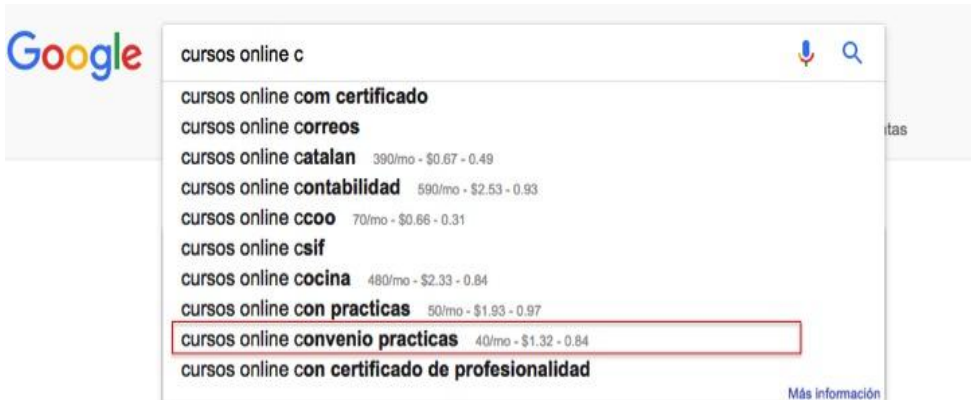 Google
cursos online c
cursos online com certificado
cursos online correos
cursos online catalan 390/mo - $0.67 - 0.49
cursos online contabilidad 590/mo - $2.53 - 0.93
cursos online ccoo 70/mo - $0.66 - 0.31
cursos online csif
cursos online cocina 480/mo - $2.33 - 0.84
cursos online con practicas 50/mo - $1.93 - 0.97
cursos online convenio practicas 40/mo - $1.32 - 0.84
cursos online con certificado de profesionalidad
Más información